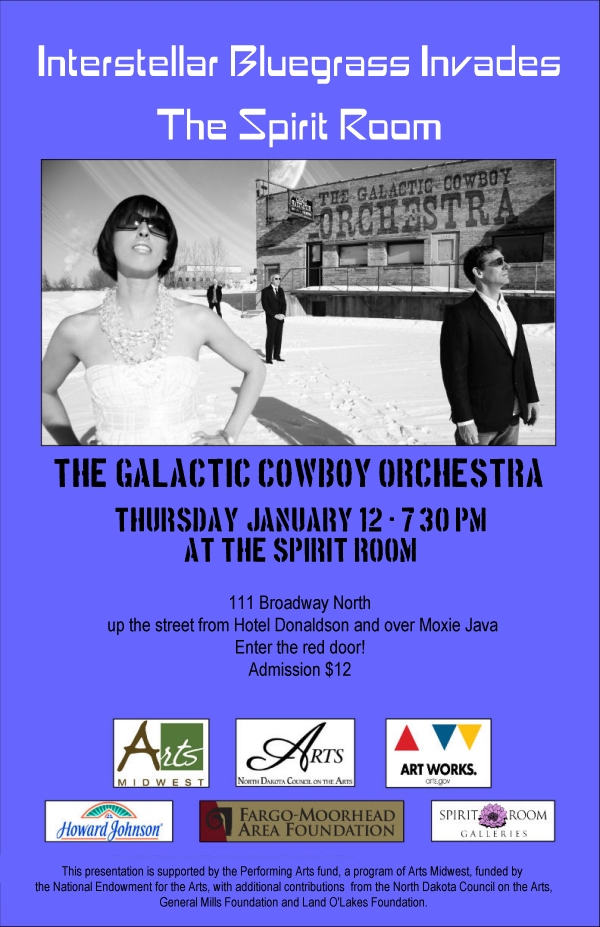 Interstellar Bluegrass Invades
The Spirit Room
THE GALACTIC COWBOY
ORCHESTRA
THE GALACTIC COWBOY ORCHESTRA
THURSDAY JANUARY 12 - 7 30 PM
AT THE SPIRIT ROOM
111 Broadway North
up the street from Hotel Donaldson and over Moxie Java
Enter the red door!
Admission $12
Arts
MIDWEST
ARTS
NORTH DAKOTA COUNCIL ON THE ARTS
ART WORKS.
arts.gov
Howard Johnson
FARGO-MOORHEAD
AREA FOUNDATION
SPIRIT ROOM
GALLERIES
This presentation is supported by the Performing Arts fund, a program of Arts Midwest, funded by
the National Endowment for the Arts, with additional contributions from the North Dakota Council on the Arts,
General Mills Foundation and Land O'Lakes Foundation.